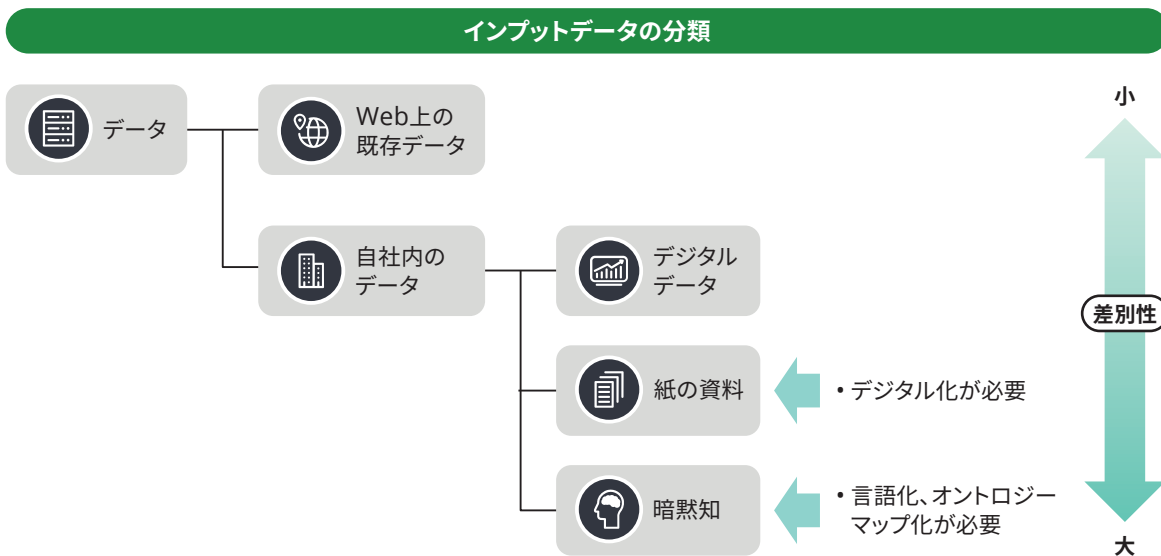 インプットデータの分類
データ
Web上の
既存データ
自社内の
データ
デジタル
データ
紙の資料
・デジタル化が必要
暗黙知
・言語化、オントロジー
マップ化が必要
小
差別性
大